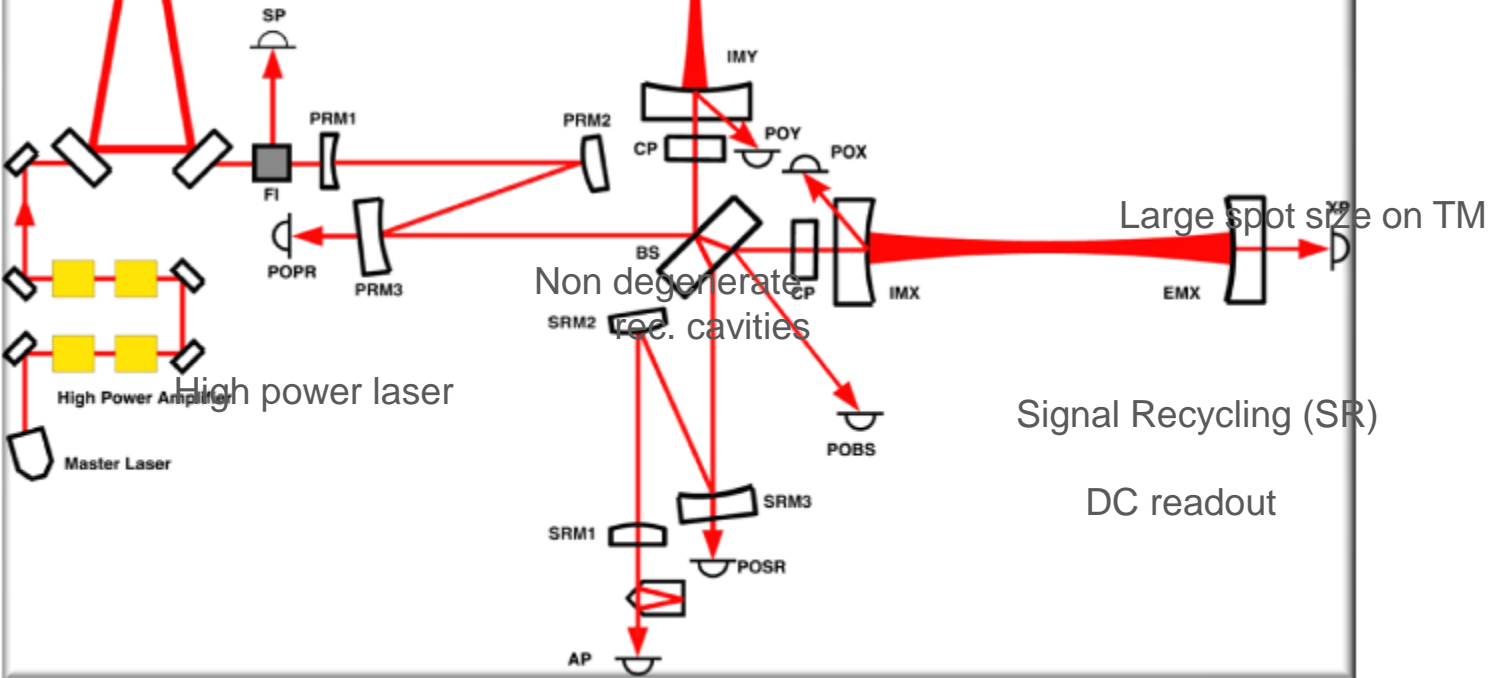 SP
IMY
PRM1
PRM2
CP
POY
POX
FI
Large spot size on TM
XP
BS
POPR
PRM3
Non degenerate
rec. cavities
CP
IMX
EMX
SRM2
High Power Amplifier
High power laser
Signal Recycling (SR)
POBS
Master Laser
DC readout
SRM3
SRM1
POSR
AP